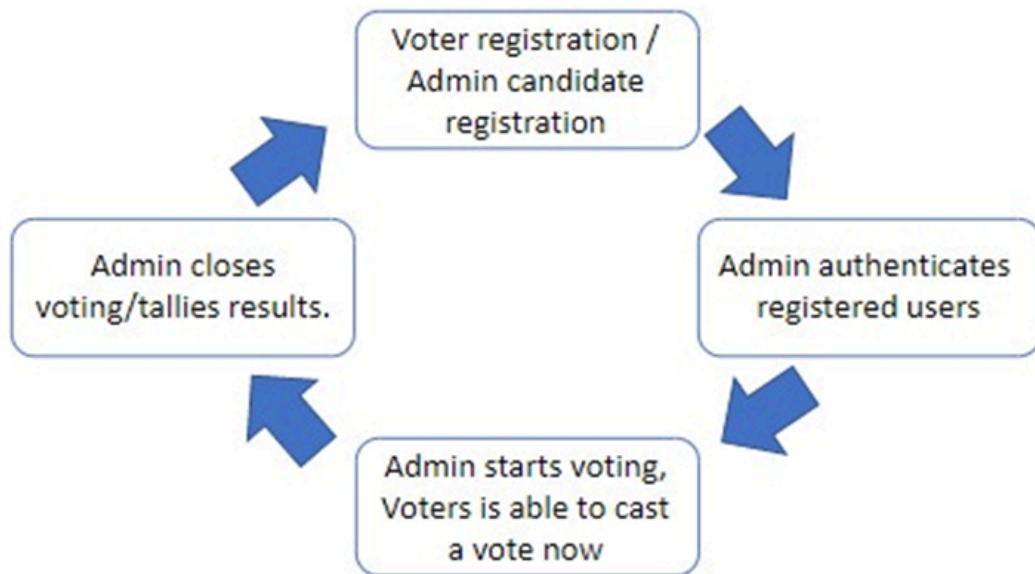 Voter registration /
Admin candidate
registration
Admin authenticates
registered users
Admin starts voting,
Voters is able to cast
a vote now
Admin closes
voting/tallies results.